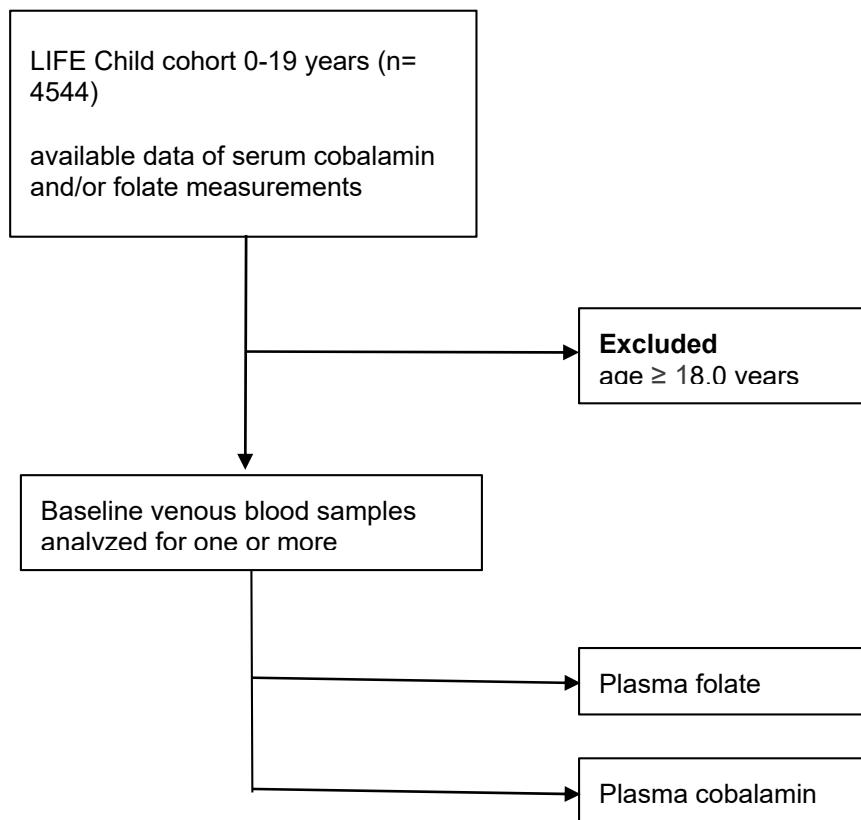 LIFE Child cohort 0-19 years (n=
4544)
available data of serum cobalamin
and/or folate measurements
Excluded
age ≥ 18.0 years
Baseline venous blood samples
analyzed for one or more
Plasma folate
Plasma cobalamin